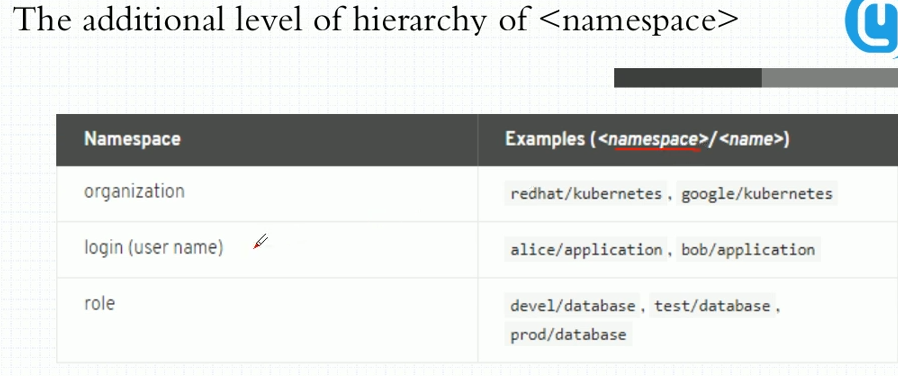 The additional level of hierarchy of <namespace>
Namespace
Examples (<namespace>/<name>)
organization
redhat/kubernetes , google/kubernetes
login (user name)
alice/application , bob/application
role
devel/database , test/database ,
prod/database